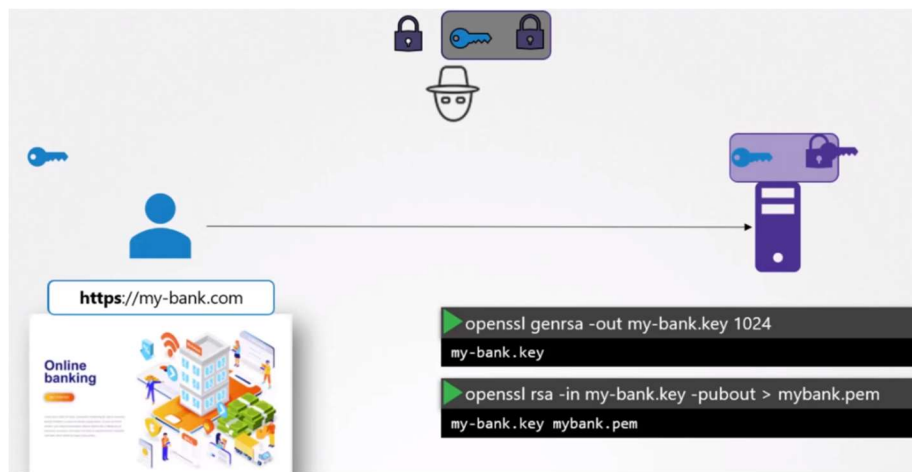 https://my-bank.com
Online
banking
openssl genrsa -out my-bank.key 1024
my-bank.key
openssl rsa -in my-bank.key -pubout > mybank.pem
my-bank.key mybank.pem